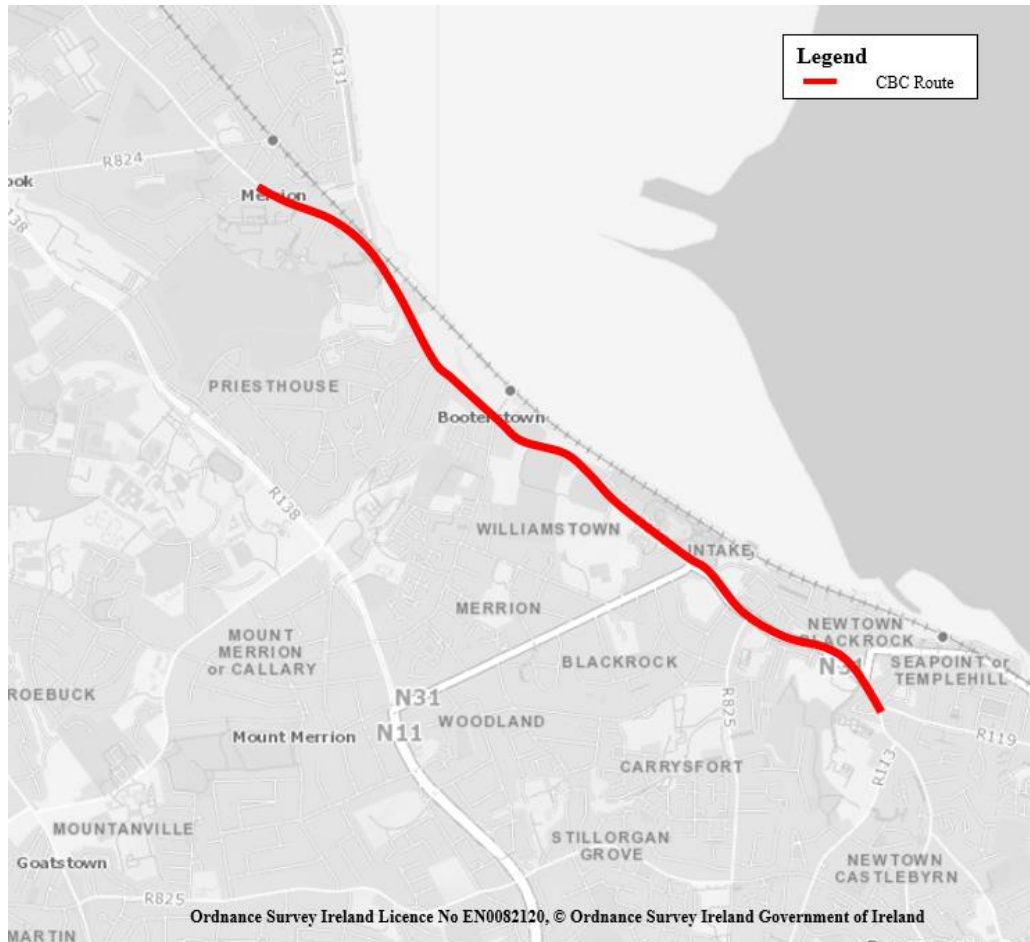 Legend
CBC Route
R131
R824
ook
138
Merrion
PRIESTHOUSE
Booterstown
R138
WILLIAMSTOWN
INTAKE
MERRION
NEWTOWN
BLACKROCK
MOUNT
MERRION
or CALLARY
BLACKROCK
N31
SEAPOINT or
TEMPLEHILL
ROEBUCK
N31
WOODLAND
R825
N11
Mount Merrion
R119
CARRYSFORT
R113
MOUNTANVILLE
STILLORGAN
GROVE
Goatstown
NEWTOWN
CASTLEBYRN
R825
Ordnance Survey Ireland Licence No EN0082120, © Ordnance Survey Ireland Government of Ireland
MARTIN